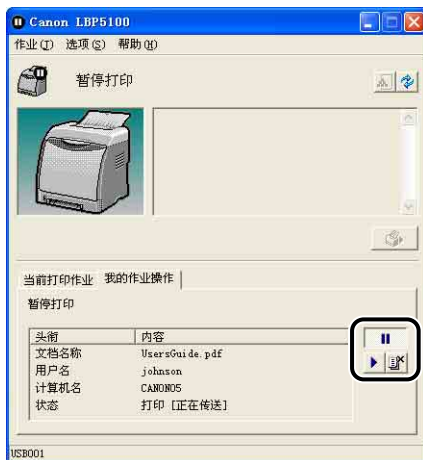 Canon LBP5100
作业(J) 选项(S) 帮助(H)
暂停打印
当前打印作业 我的作业操作
暂停打印
头衔 内容
文档名称 UsersGuide.pdf
用户名 johnson
计算机名 CANON05
状态 打印 [正在传送]
USB001